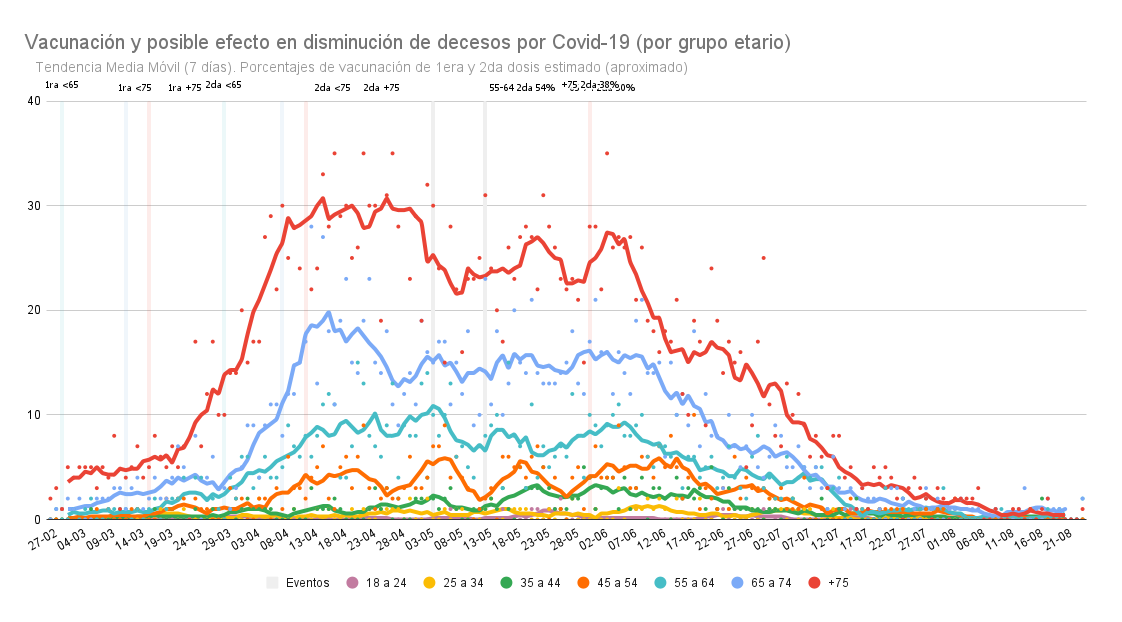 Vacunación y posible efecto en disminución de decesos por Covid-19 (por grupo etario)
Tendencia Media Móvil (7 días). Porcentajes de vacunación de 1era y 2da dosis estimado (aproximado)
1ra <65 1ra <75 1ra +75 2da <65 2da <75 2da +75 55-64 2da 54% +75 2da 38%
40
30
20
10
0
27-02 04-03 09-03 14-03 19-03 24-03 29-03 03-04 08-04 13-04 18-04 23-04 28-04 03-05 08-05 13-05 18-05 23-05 28-05 02-06 07-06 12-06 17-06 22-06 27-06 02-07 07-07 12-07 17-07 22-07 27-07 01-08 06-08 11-08 16-08 21-08
Eventos 18 a 24 25 a 34 35 a 44 45 a 54 55 a 64 65 a 74 +75